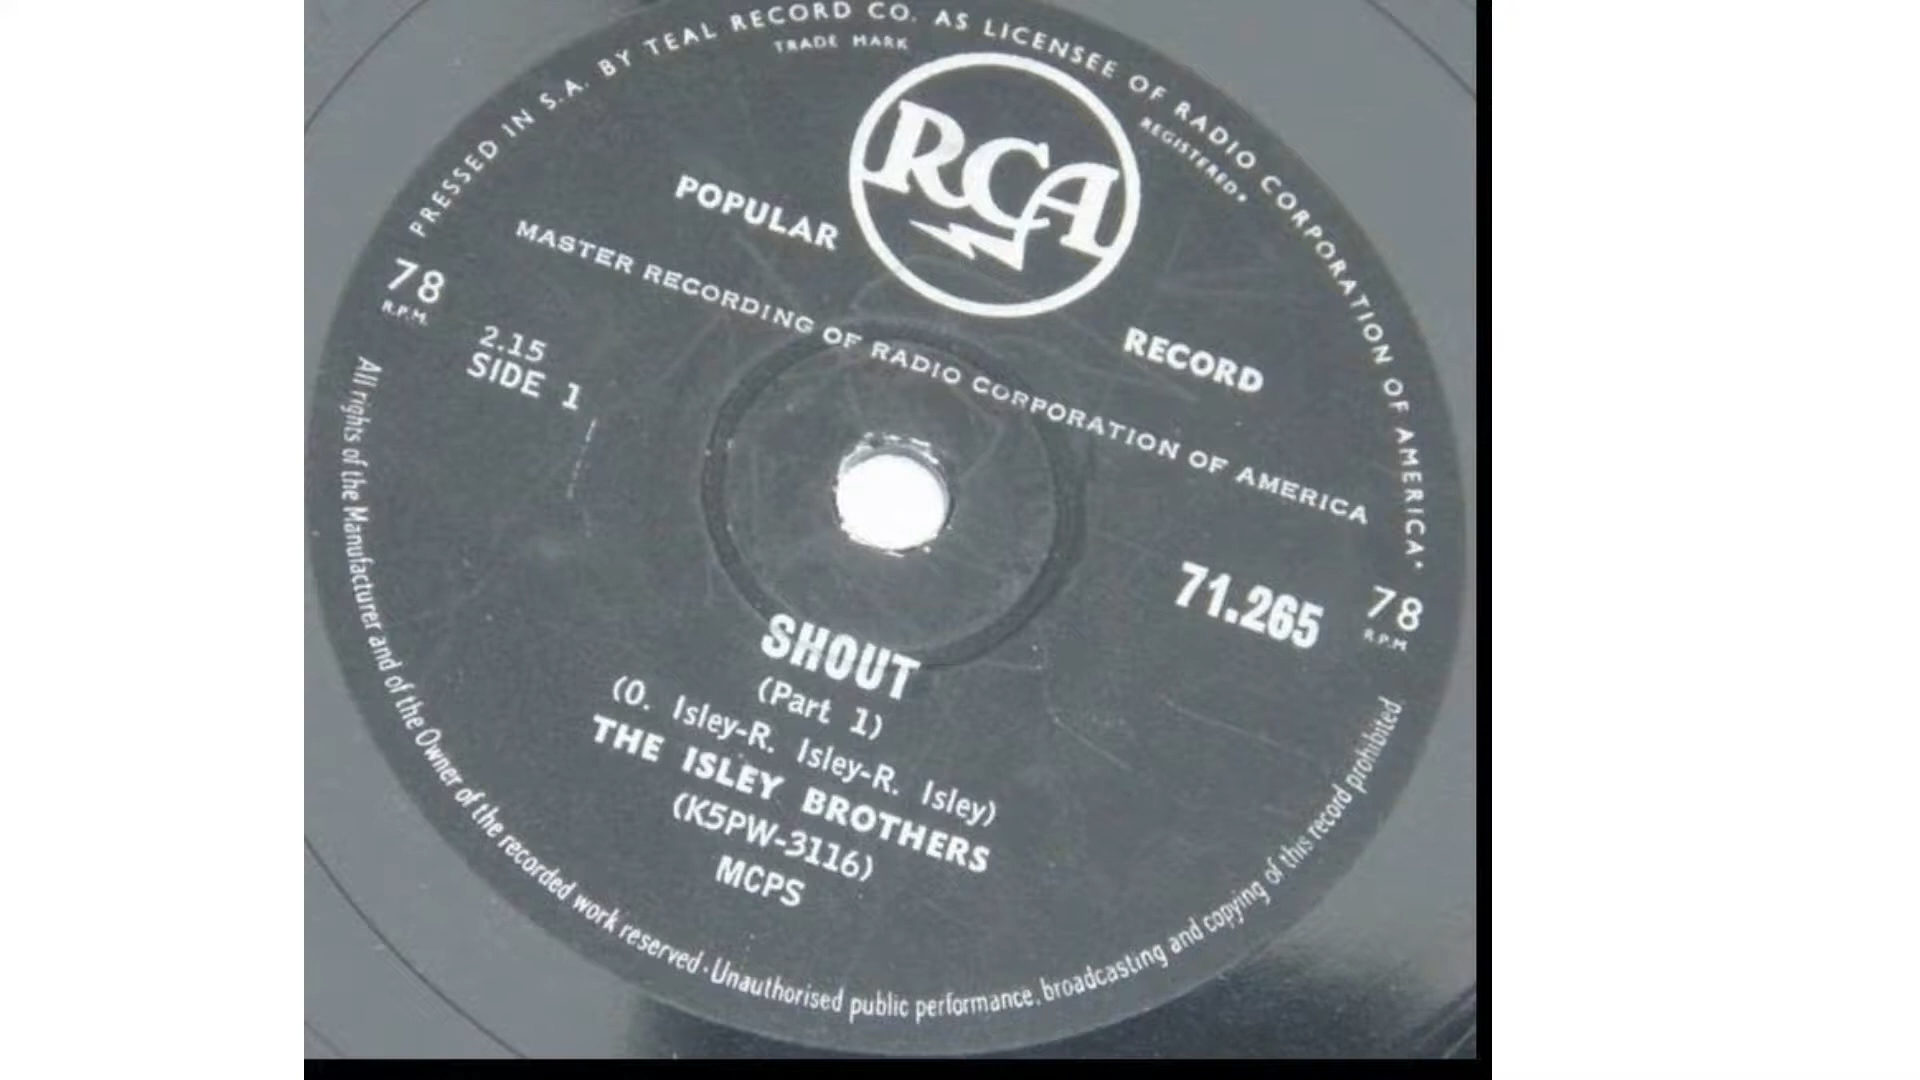 PRESSED IN S.A. BY TEAL RECORD CO. AS LICENSEE OF RADIO CORPORATION OF AMERICA.
TRADE MARK
REGISTERED.
RCA
POPULAR
RECORD
MASTER RECORDING OF RADIO CORPORATION OF AMERICA
78
R.P.M.
2.15
SIDE 1
71.265
78
R.P.M
SHOUT
(Part 1)
(O. Isley-R. Isley-R. Isley)
THE ISLEY BROTHERS
(K5PW-3116)
MCPS
All rights of the Manufacturer and of the Owner of the recorded work reserved · Unauthorised public performance, broadcasting and copying of this record prohibited